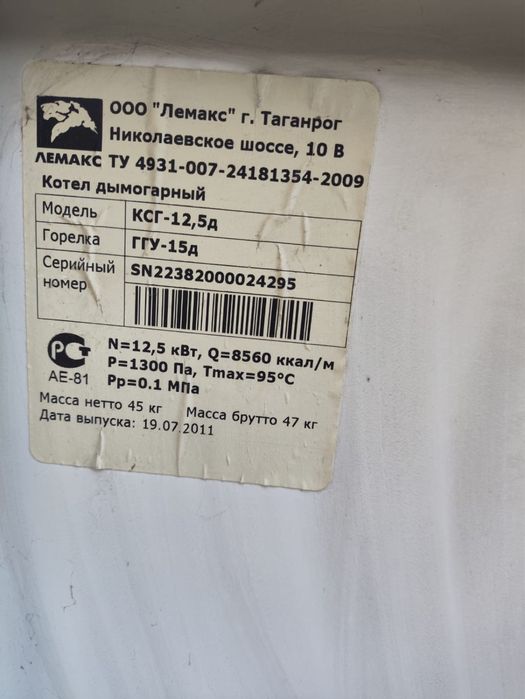 ООО "Лемакс" г. Таганрог
Николаевское шоссе, 10 В
ЛЕМАКС ТУ 4931-007-24181354-2009
Котел дымогарный
Модель КСГ-12,5д
Горелка ГГУ-15д
Серийный номер SN22382000024295
РСТ N=12,5 кВт, Q=8560 ккал/м
P=1300 Па, Tmax=95°C
АЕ-81 Pp=0.1 МПа
Масса нетто 45 кг Масса брутто 47 кг
Дата выпуска: 19.07.2011